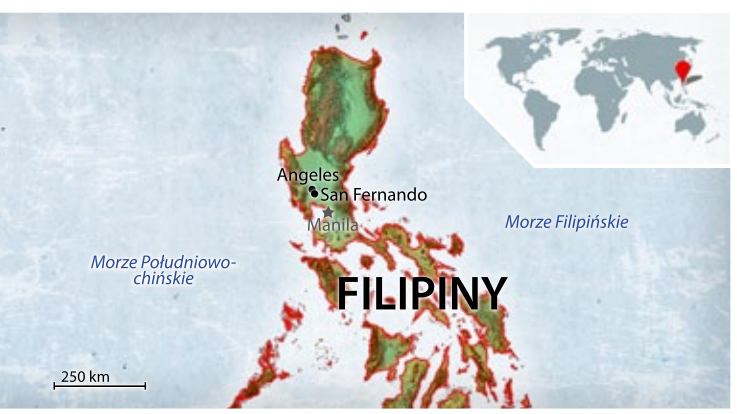 Angeles
San Fernando
Manila
Morze Filipińskie
Morze Południowo-
chińskie
FILIPINY
250 km